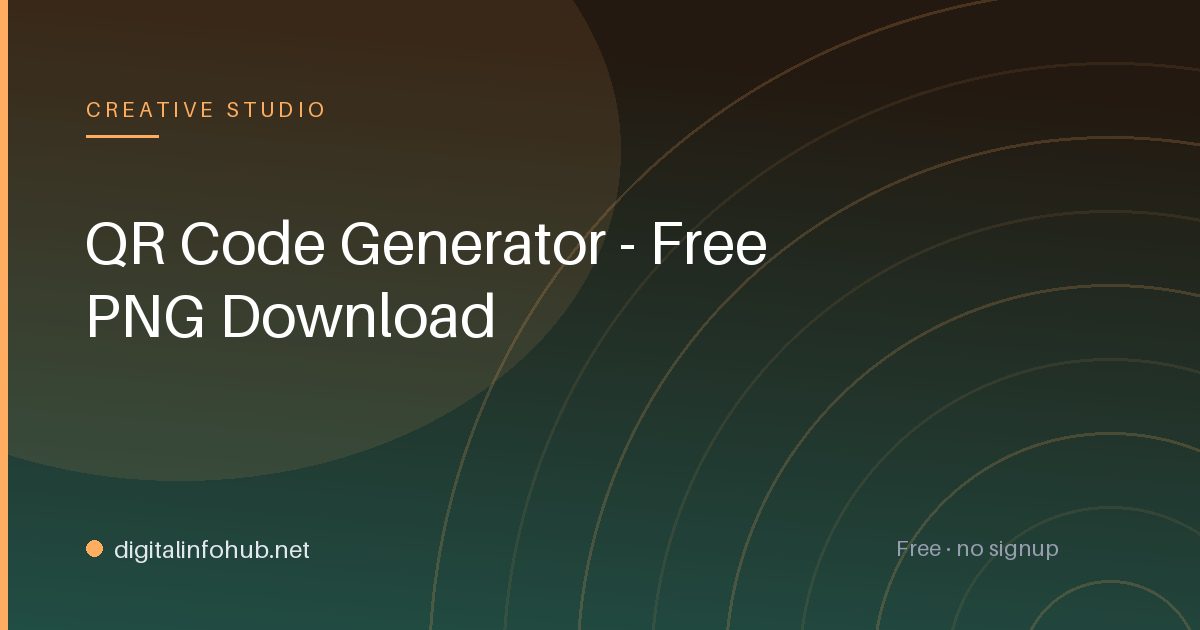 CREATIVE STUDIO
QR Code Generator - Free
PNG Download
digitalinfohub.net
Free · no signup